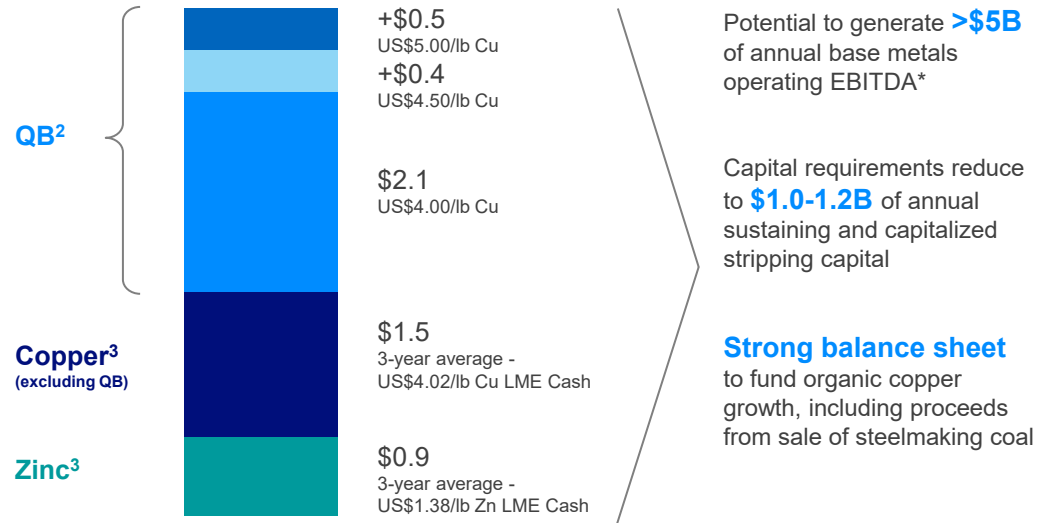 QB2
+$0.5
US$5.00/lb Cu
+$0.4
US$4.50/lb Cu
$2.1
US$4.00/lb Cu
Copper3
(excluding QB)
$1.5
3-year average -
US$4.02/lb Cu LME Cash
Zinc3
$0.9
3-year average -
US$1.38/lb Zn LME Cash
Potential to generate >$5B
of annual base metals
operating EBITDA*
Capital requirements reduce
to $1.0-1.2B of annual
sustaining and capitalized
stripping capital
Strong balance sheet
to fund organic copper
growth, including proceeds
from sale of steelmaking coal